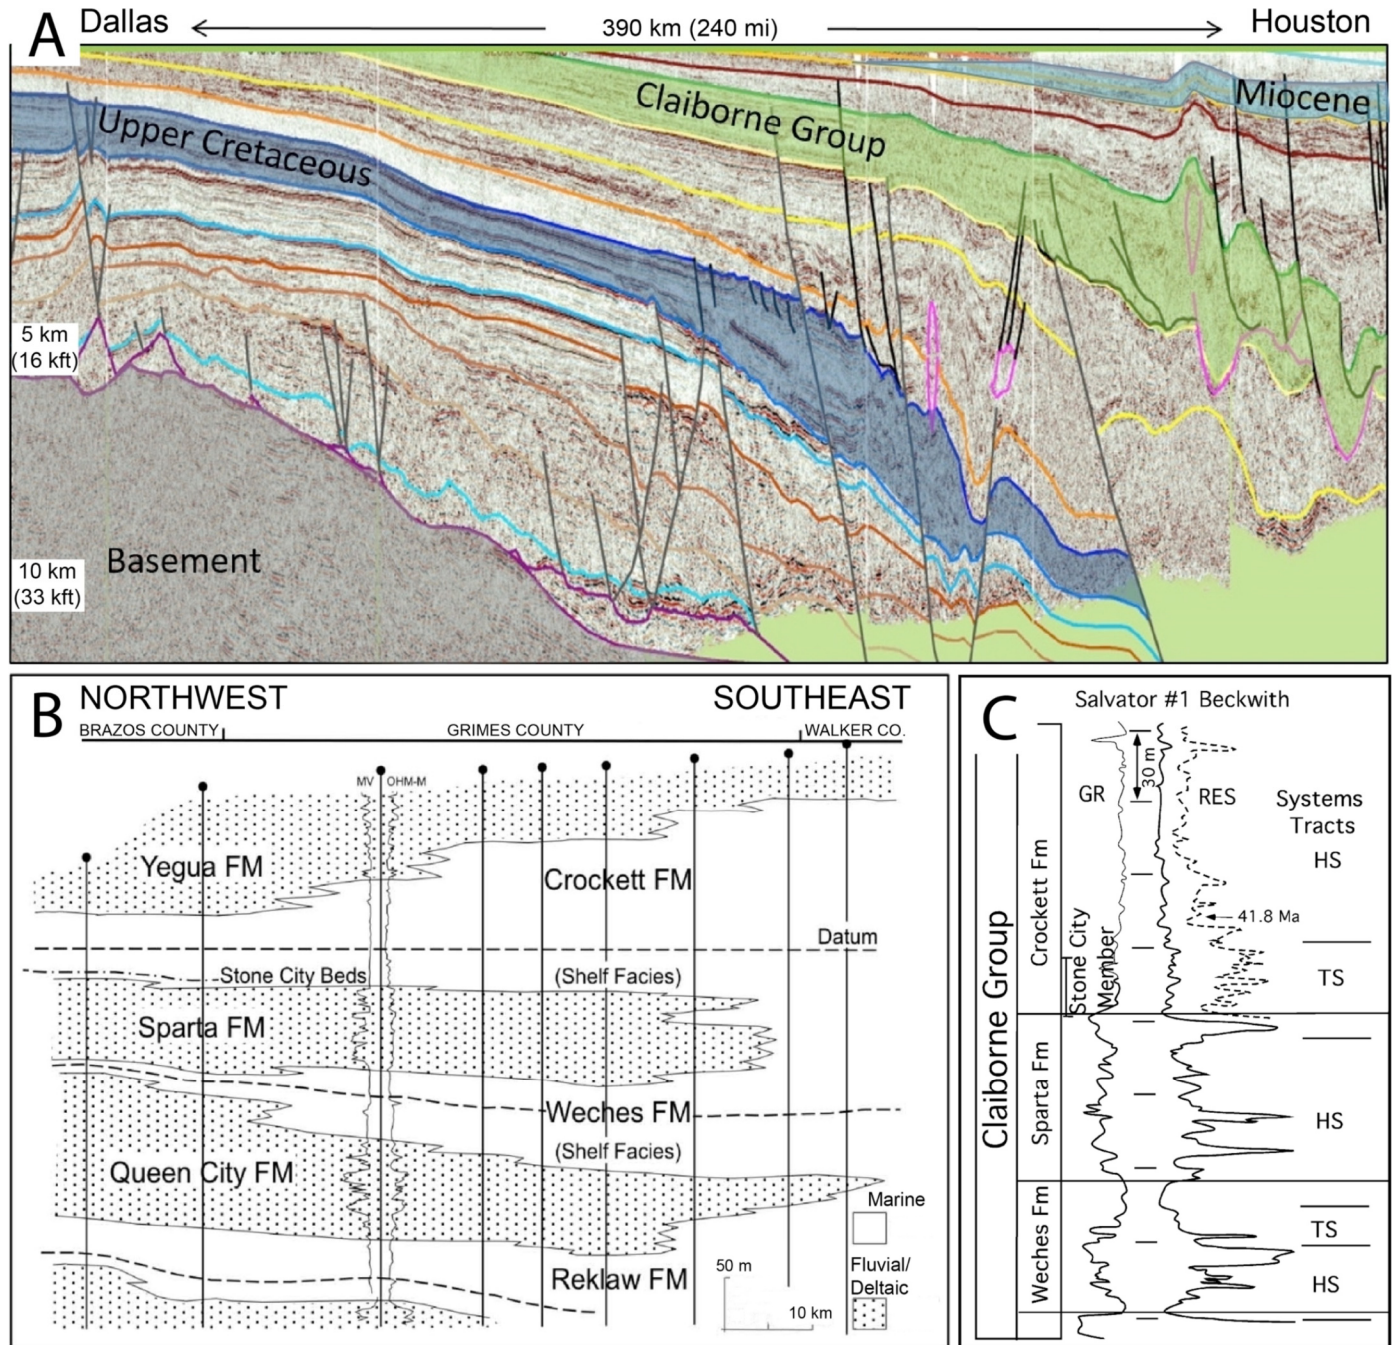 A
Dallas
390 km (240 mi)
Houston
Claiborne Group
Miocene
Upper Cretaceous
5 km
(16 kft)
Basement
10 km
(33 kft)
B
NORTHWEST
SOUTHEAST
BRAZOS COUNTY
GRIMES COUNTY
WALKER CO.
MV
OHM-M
Yegua FM
Crockett FM
Datum
Stone City Beds
(Shelf Facies)
Sparta FM
Weches FM
(Shelf Facies)
Queen City FM
Marine
Reklaw FM
50 m
10 km
Fluvial/
Deltaic
C
Salvator #1 Beckwith
30 m
GR
RES
Systems
Tracts
HS
41.8 Ma
Claiborne Group
Crockett Fm
Stone City
Member
TS
Sparta Fm
HS
Weches Fm
TS
HS